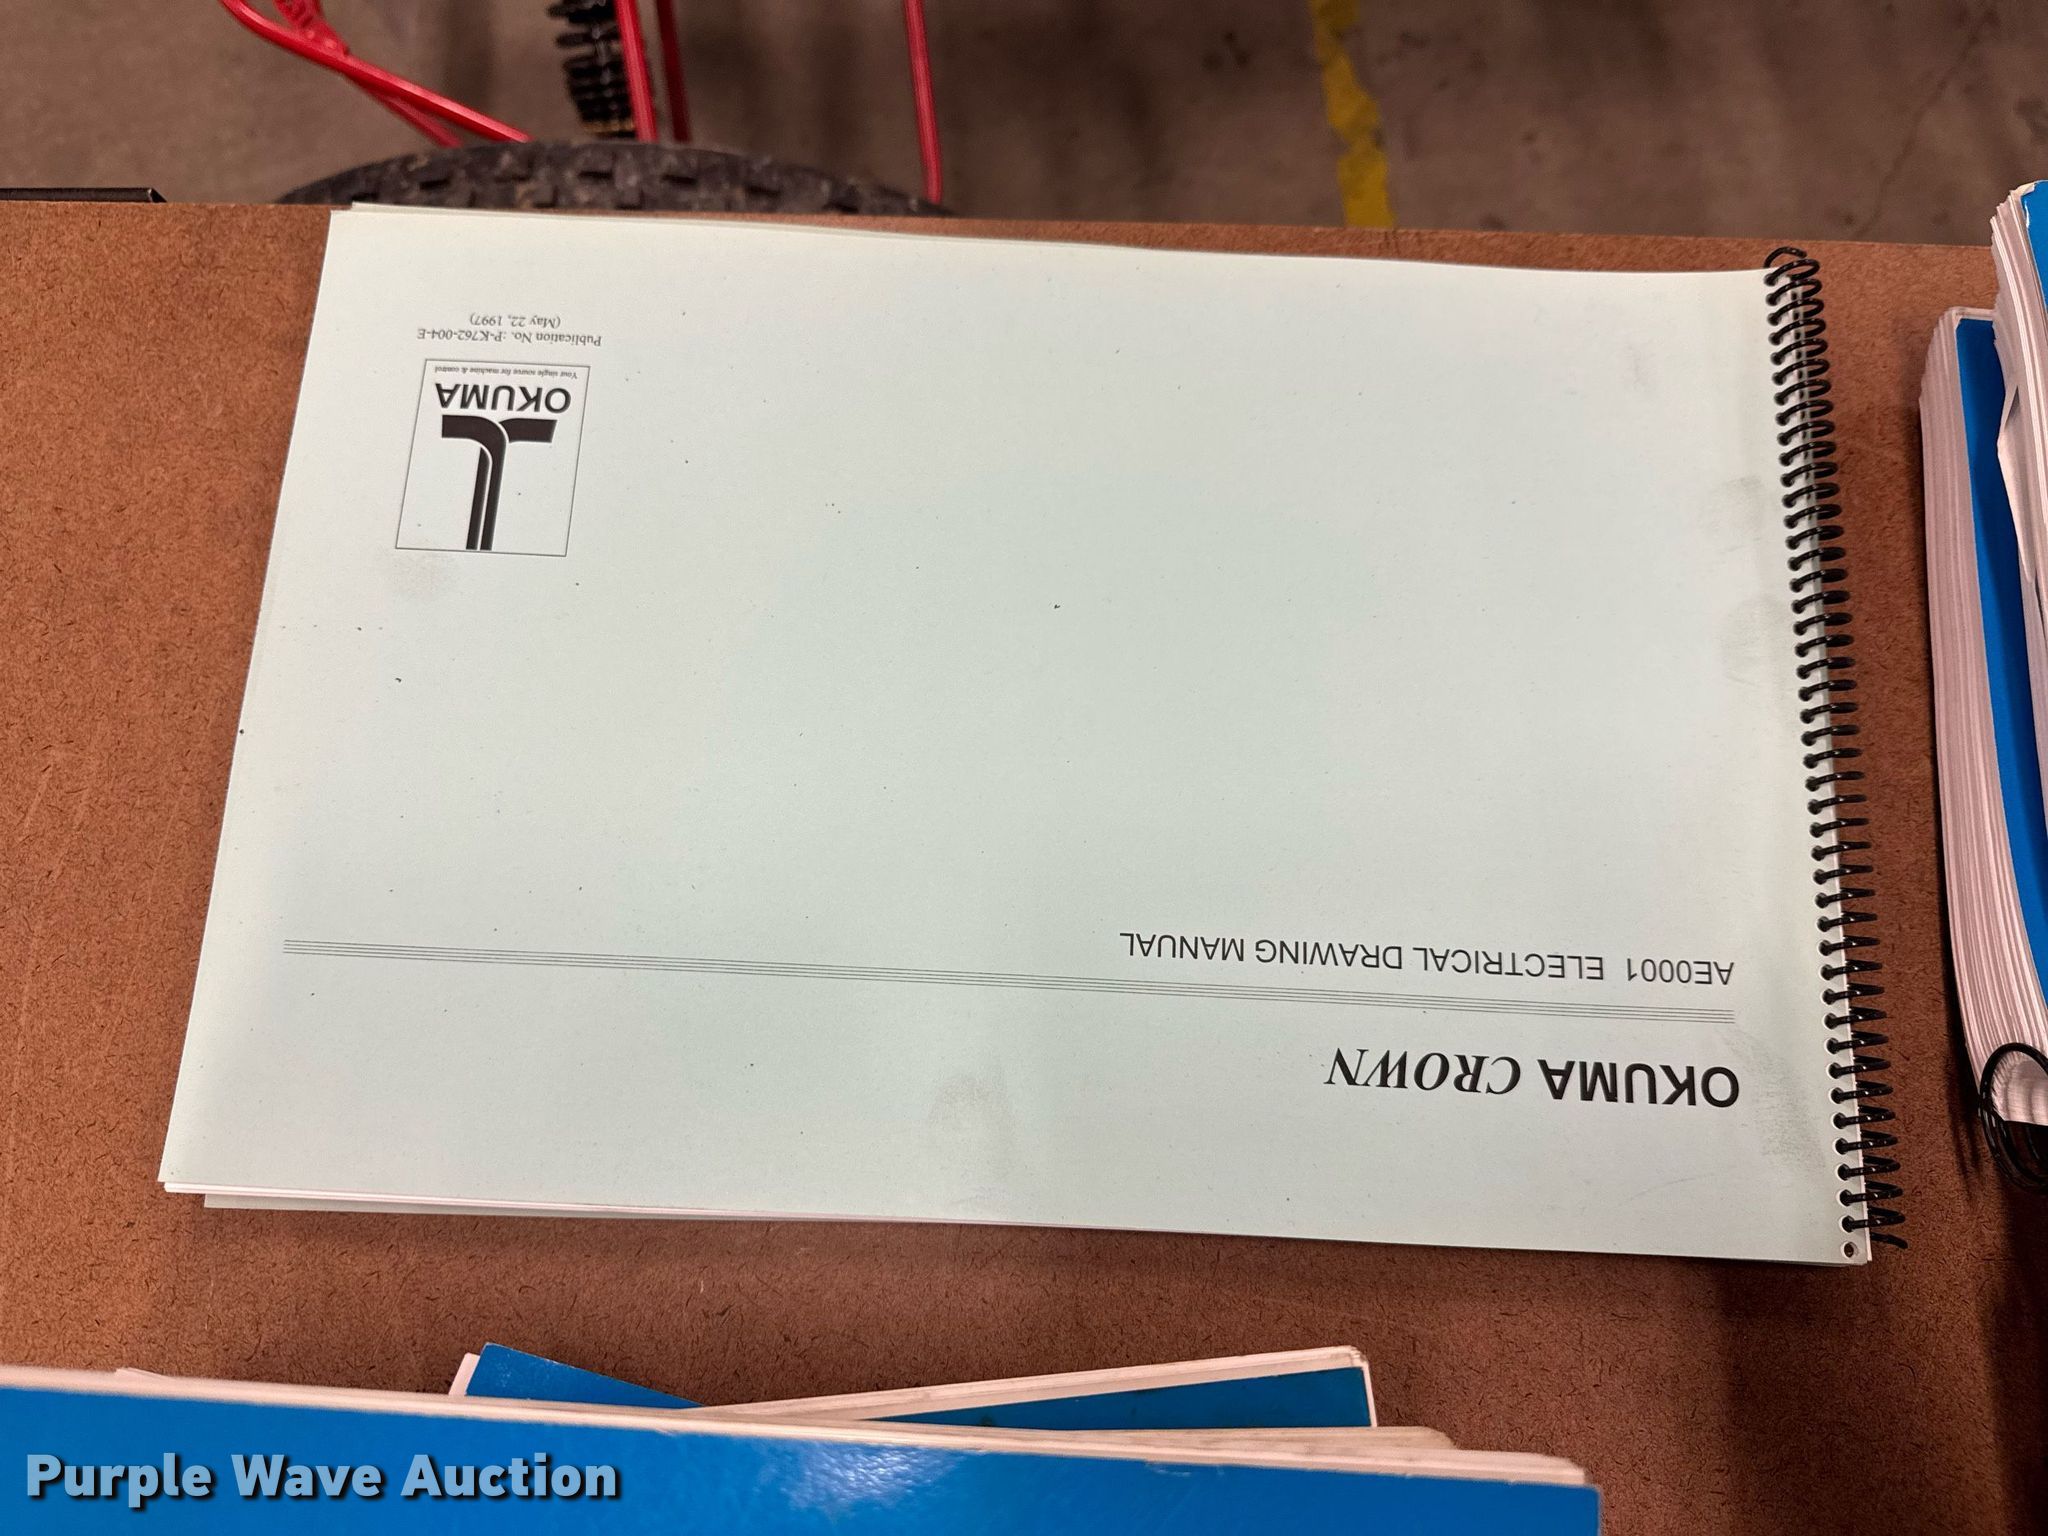 OKUMA CROWN
AE0001 ELECTRICAL DRAWING MANUAL
OKUMA
Your single source for machine & control
Publication No. :P-K762-004-E
(May 22, 1997)
Purple Wave Auction